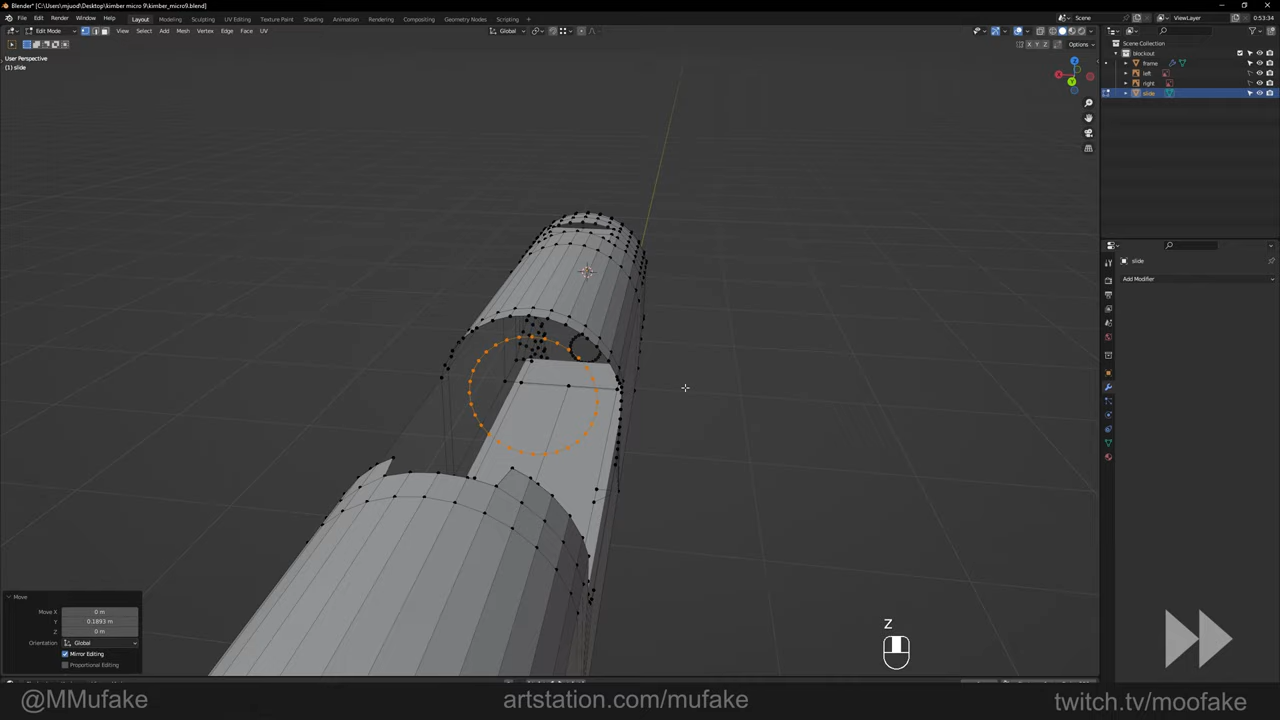 Blender* [C:\Users\mjuod\Desktop\kimber micro 9\kimber_micro9.blend]
File Edit Render Window Help
Layout Modeling Sculpting UV Editing Texture Paint Shading Animation Rendering Compositing Geometry Nodes Scripting
Scene ViewLayer
5:53:34
Edit Mode View Select Add Mesh Vertex Edge Face UV
Global
X Y Z Options
User Perspective
(1) slide
Scene Collection
blockout
frame
left
right
slide
slide
Add Modifier
Z
Move
Move X 0 m
Y 0.1893 m
Z 0 m
Orientation Global
Mirror Editing
Proportional Editing
z
@MMufake
artstation.com/mufake
twitch.tv/moofake